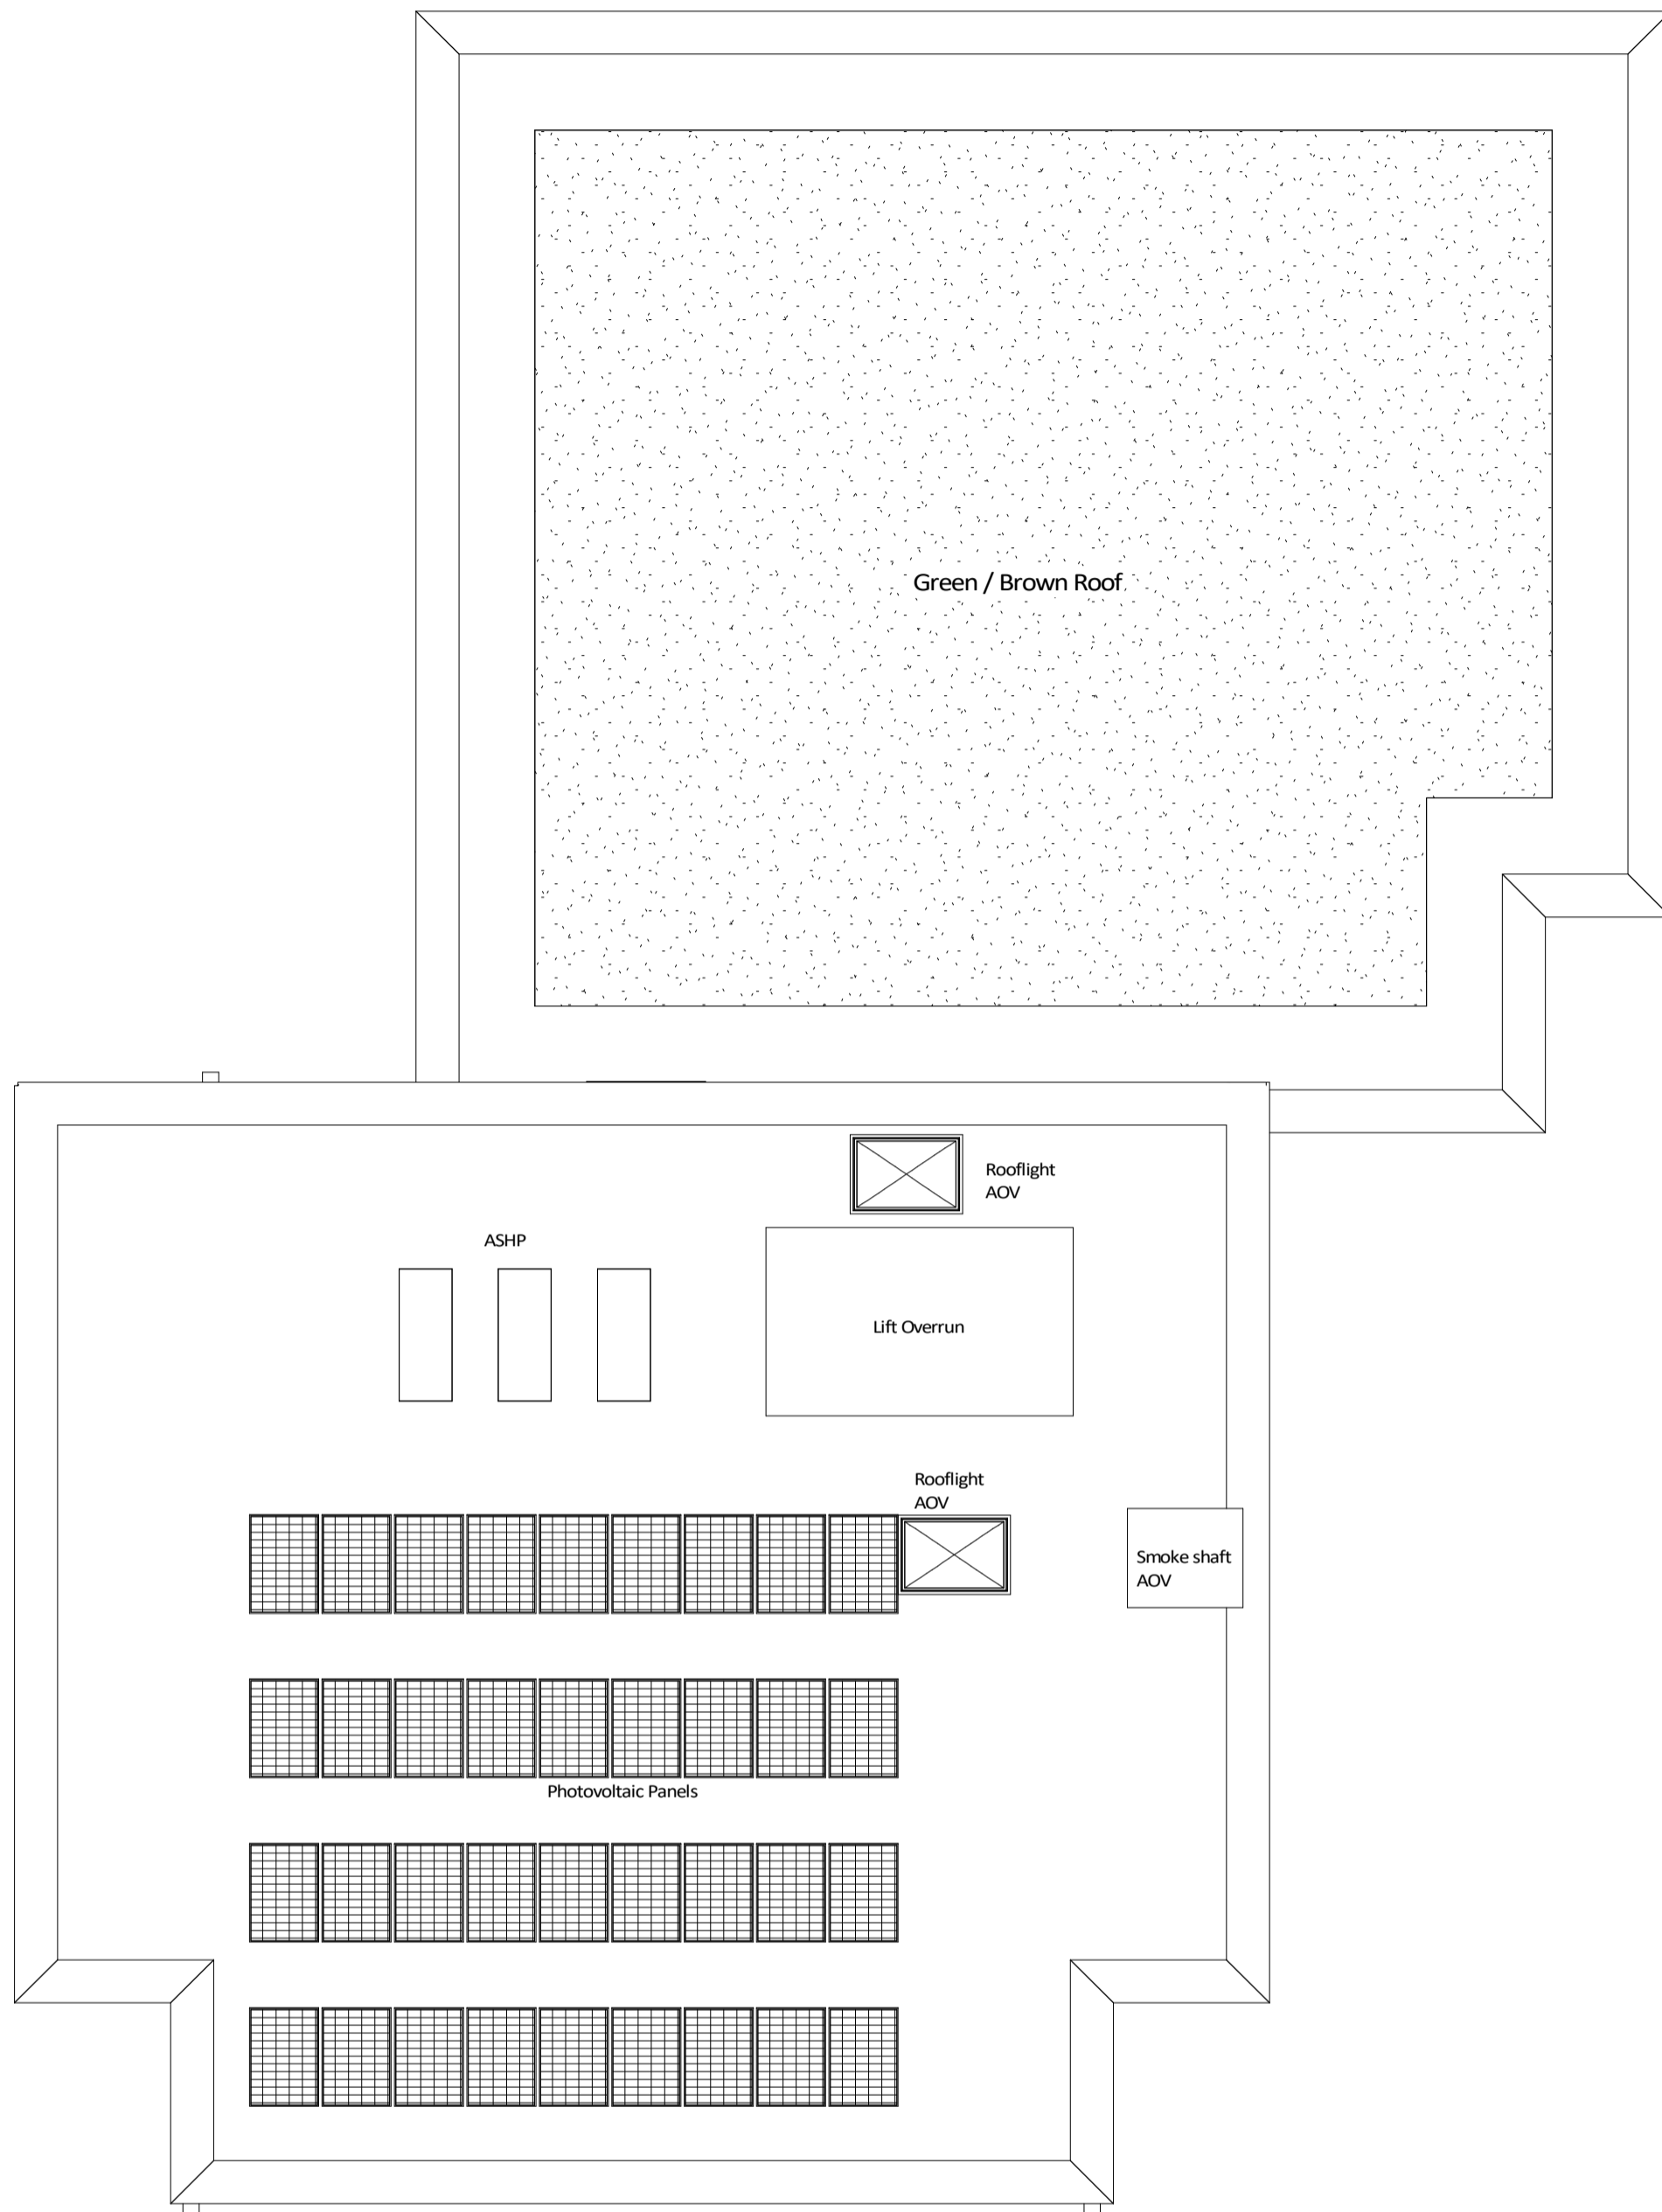 Green / Brown Roof
Rooflight
AOV
ASHP
Lift Overrun
Rooflight
AOV
Smoke shaft
AOV
Photovoltaic Panels